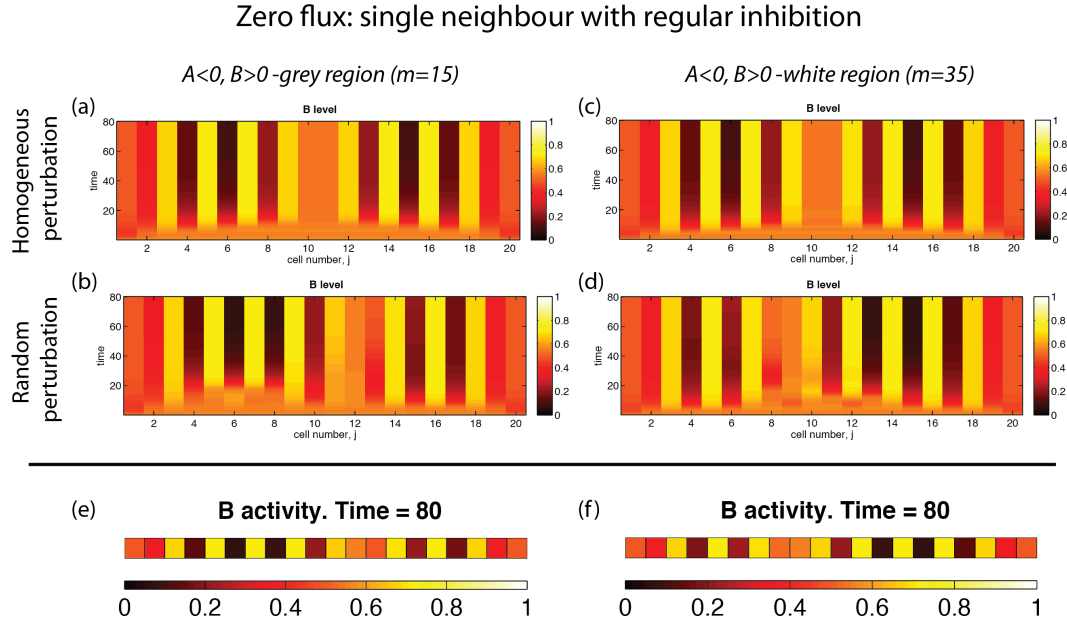 Zero flux: single neighbour with regular inhibition
A<0, B>0 -grey region (m=15)
A<0, B>0 -white region (m=35)
Homogeneous
perturbation
(a)
B level
80
60
40
20
time
2 4 6 8 10 12 14 16 18 20
cell number, j
1
0.8
0.6
0.4
0.2
0
(c)
B level
80
60
40
20
time
2 4 6 8 10 12 14 16 18 20
cell number, j
1
0.8
0.6
0.4
0.2
0
Random
perturbation
(b)
B level
80
60
40
20
time
2 4 6 8 10 12 14 16 18 20
cell number, j
1
0.8
0.6
0.4
0.2
0
(d)
B level
80
60
40
20
time
2 4 6 8 10 12 14 16 18 20
cell number, j
1
0.8
0.6
0.4
0.2
0
(e)
B activity. Time = 80
0 0.2 0.4 0.6 0.8 1
(f)
B activity. Time = 80
0 0.2 0.4 0.6 0.8 1